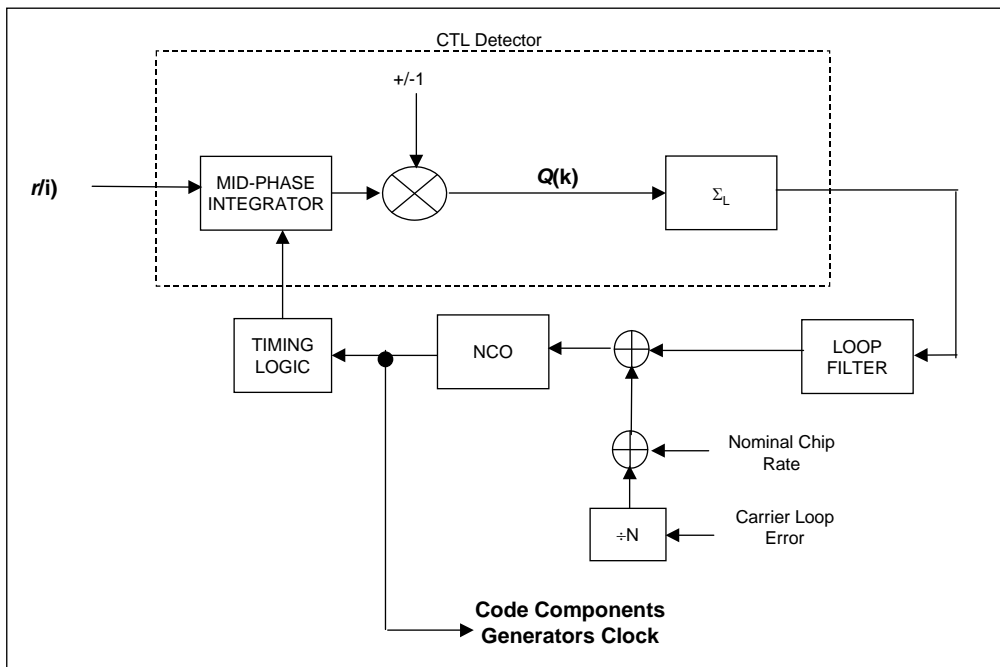 CTL Detector
+/-1
r/i)
MID-PHASE
INTEGRATOR
Q(k)
Σ_L
TIMING
LOGIC
NCO
LOOP
FILTER
Nominal Chip
Rate
÷N
Carrier Loop
Error
Code Components
Generators Clock